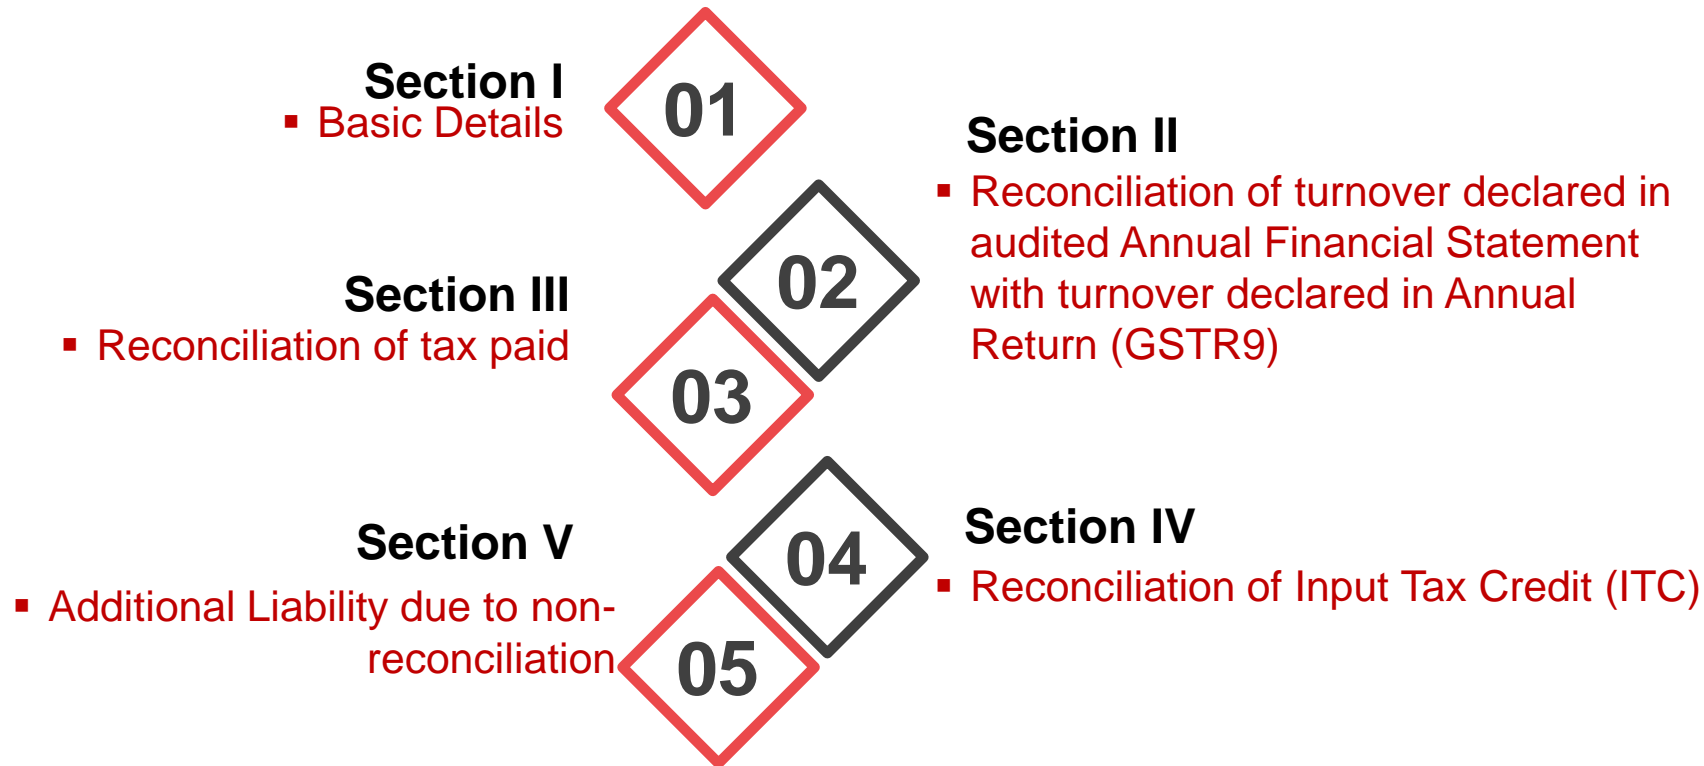 Section I
▪ Basic Details
01
Section II
▪ Reconciliation of turnover declared in
audited Annual Financial Statement
with turnover declared in Annual
Return (GSTR9)
02
Section III
▪ Reconciliation of tax paid
03
Section IV
▪ Reconciliation of Input Tax Credit (ITC)
04
Section V
▪ Additional Liability due to non-
reconciliation
05